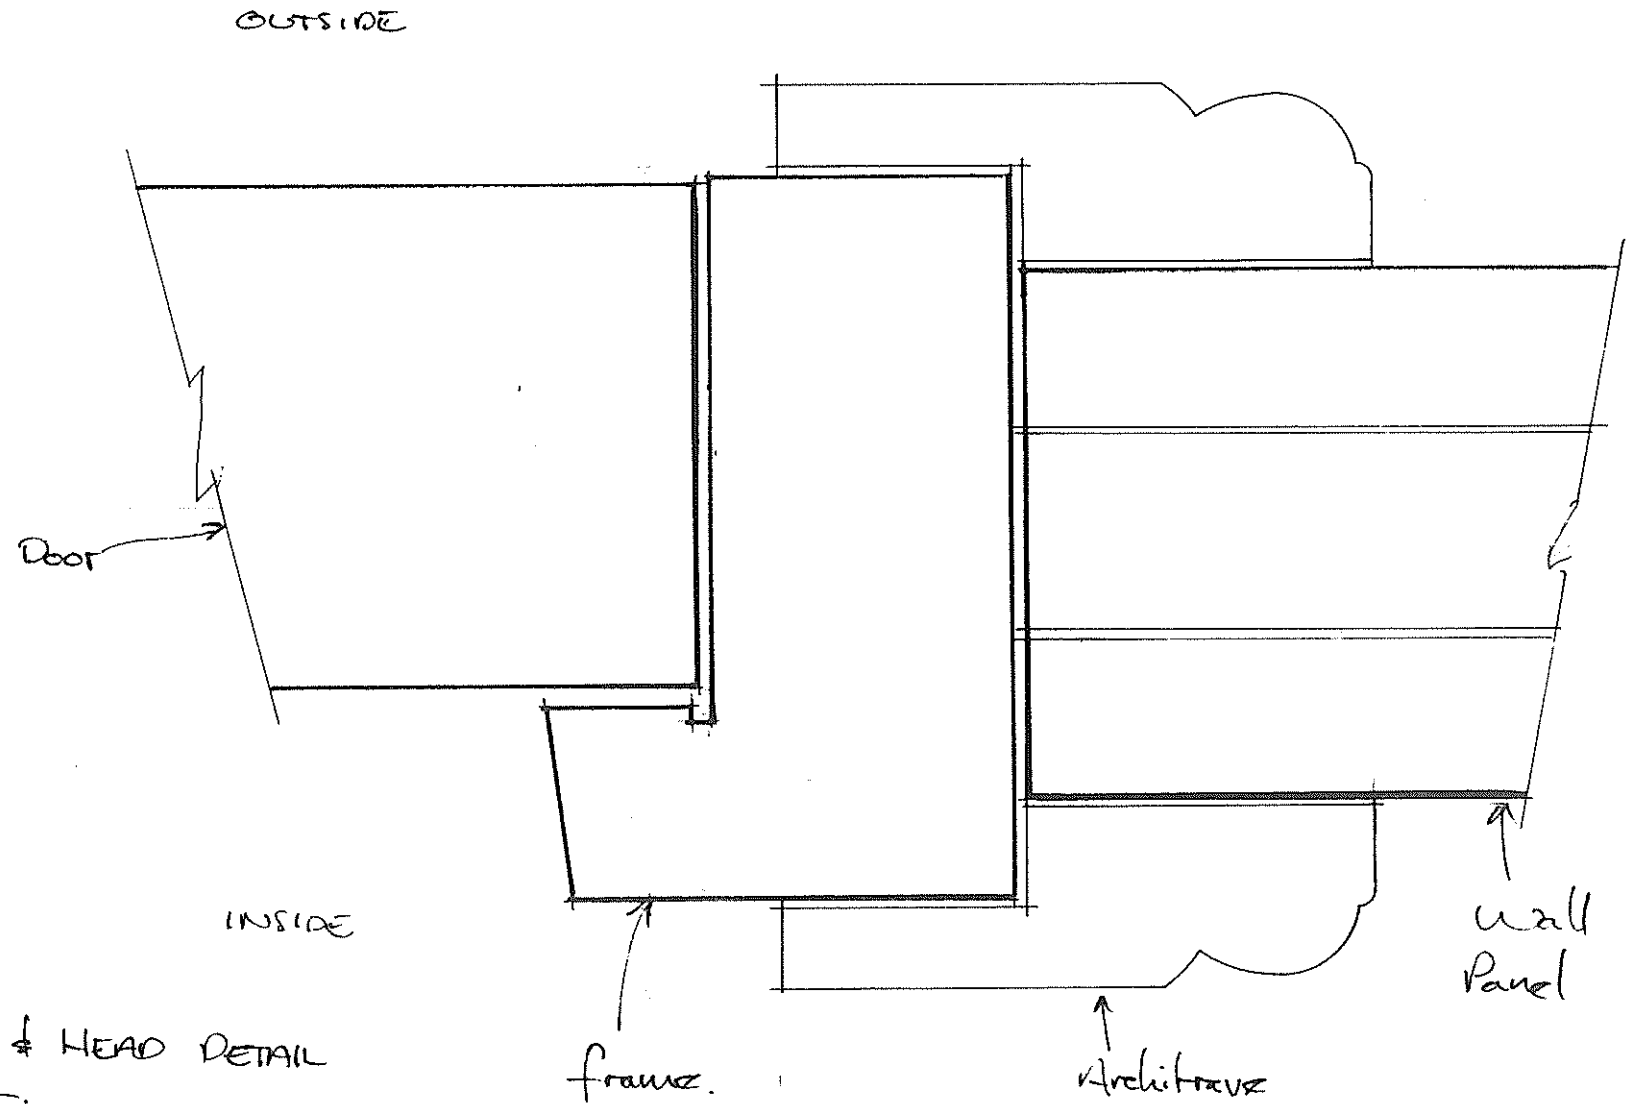 OUTSIDE
Door
INSIDE
Wall
Panel
& HEAD DETAIL
frame.
Architrave